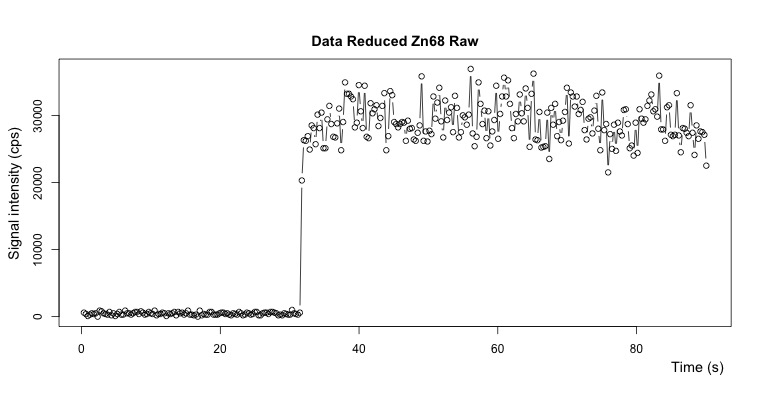 Data Reduced Zn68 Raw
Signal intensity (cps)
30000
20000
10000
0
0 20 40 60 80
Time (s)